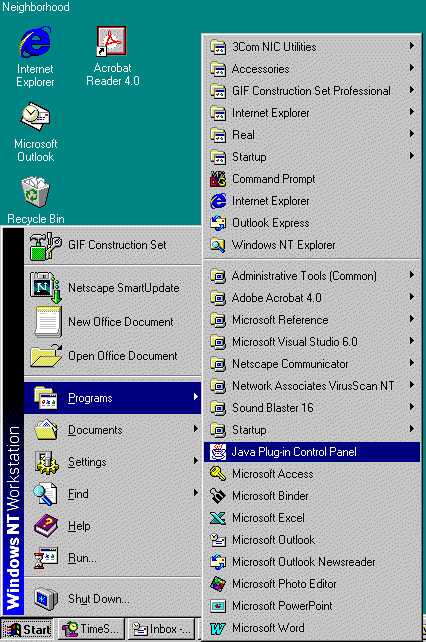 Neighborhood
Internet
Explorer
Acrobat
Reader 4.0
Microsoft
Outlook
Recycle Bin
3Com NIC Utilities
Accessories
GIF Construction Set Professional
Internet Explorer
Real
Startup
Command Prompt
Internet Explorer
Outlook Express
Windows NT Explorer
Administrative Tools (Common)
Adobe Acrobat 4.0
Microsoft Reference
Microsoft Visual Studio 6.0
Netscape Communicator
Network Associates VirusScan NT
Sound Blaster 16
Startup
Java Plug-in Control Panel
Microsoft Access
Microsoft Binder
Microsoft Excel
Microsoft Outlook
Microsoft Outlook Newsreader
Microsoft Photo Editor
Microsoft PowerPoint
Microsoft Word
GIF Construction Set
Netscape SmartUpdate
New Office Document
Open Office Document
Programs
Documents
Settings
Find
Help
Run...
Shut Down...
Windows NT Workstation
Start
TimeS...
Inbox -...